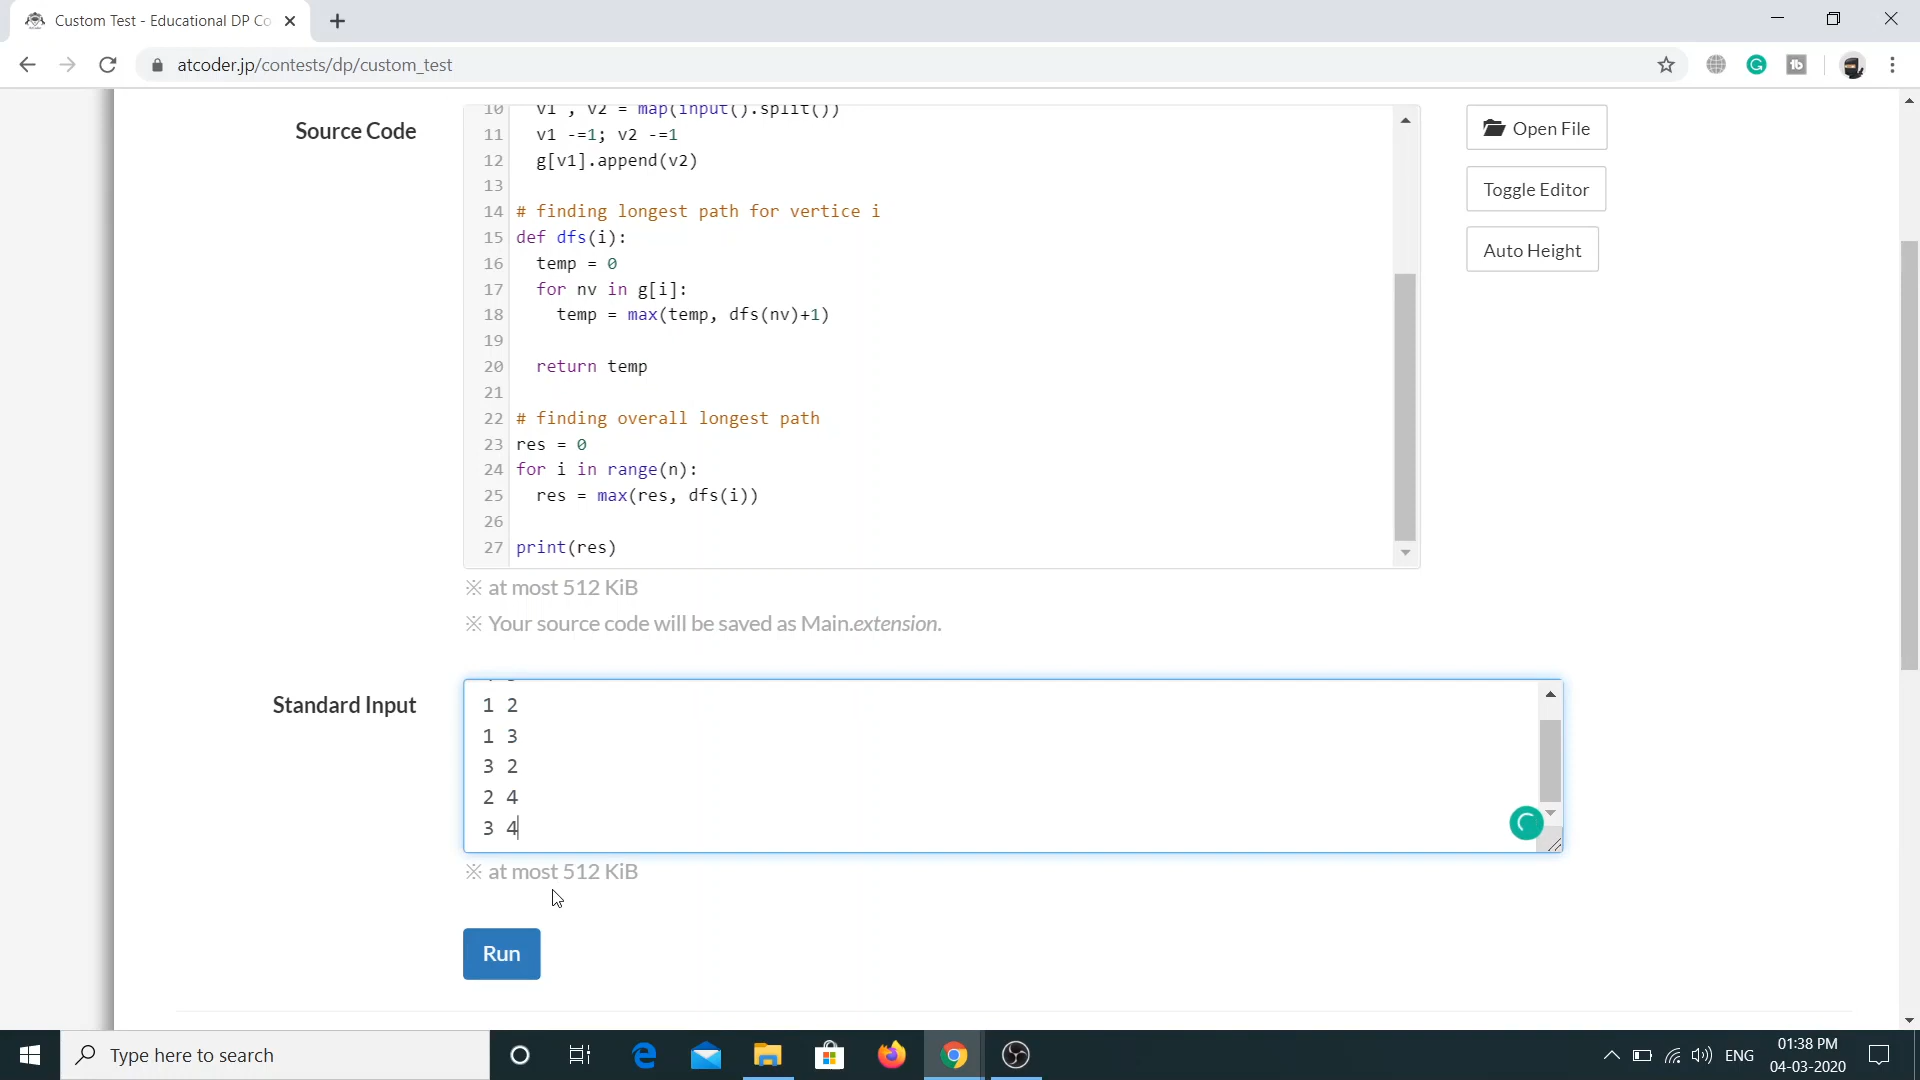 Custom Test - Educational DP Co
atcoder.jp/contests/dp/custom_test
Source Code
10 v1 , v2 = map(input().split())
11 v1 -=1; v2 -=1
12 g[v1].append(v2)
13
14 # finding longest path for vertice i
15 def dfs(i):
16 temp = 0
17 for nv in g[i]:
18 temp = max(temp, dfs(nv)+1)
19
20 return temp
21
22 # finding overall longest path
23 res = 0
24 for i in range(n):
25 res = max(res, dfs(i))
26
27 print(res)
Open File
Toggle Editor
Auto Height
※ at most 512 KiB
※ Your source code will be saved as Main.extension.
Standard Input
1 2
1 3
3 2
2 4
3 4
※ at most 512 KiB
Run
Type here to search
ENG
01:38 PM
04-03-2020